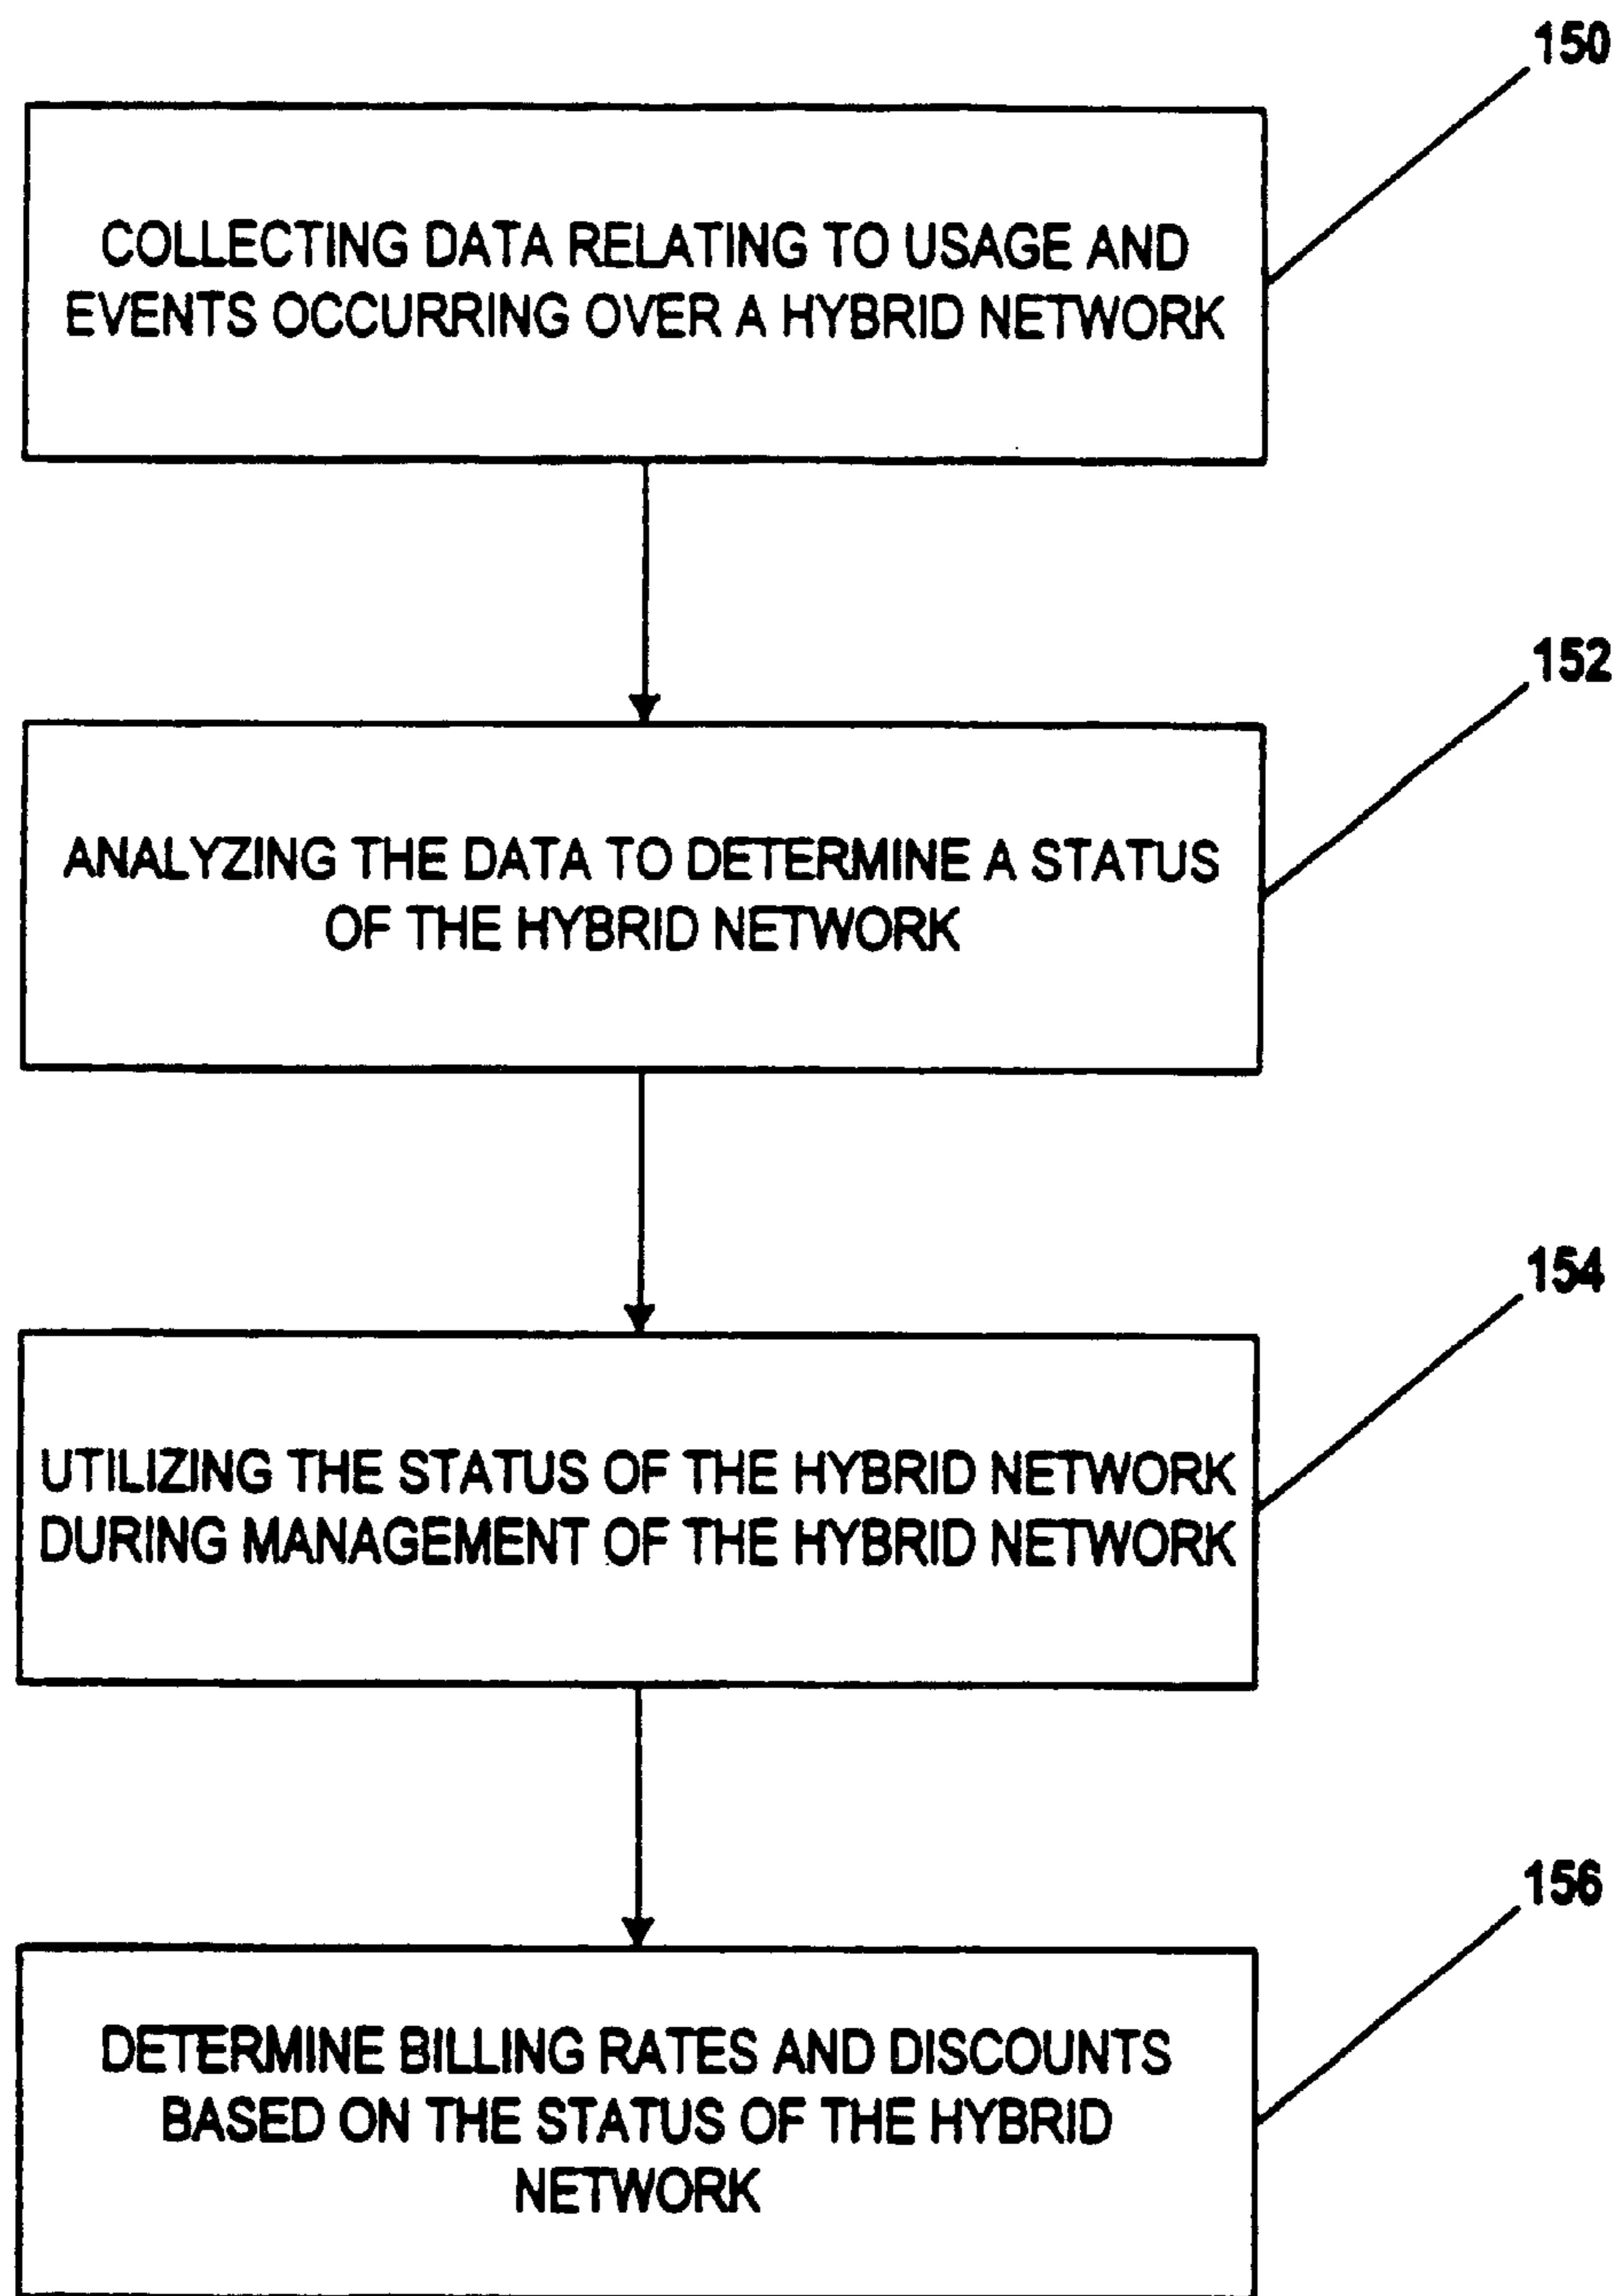 150
COLLECTING DATA RELATING TO USAGE AND
EVENTS OCCURRING OVER A HYBRID NETWORK
152
ANALYZING THE DATA TO DETERMINE A STATUS
OF THE HYBRID NETWORK
154
UTILIZING THE STATUS OF THE HYBRID NETWORK
DURING MANAGEMENT OF THE HYBRID NETWORK
156
DETERMINE BILLING RATES AND DISCOUNTS
BASED ON THE STATUS OF THE HYBRID
NETWORK